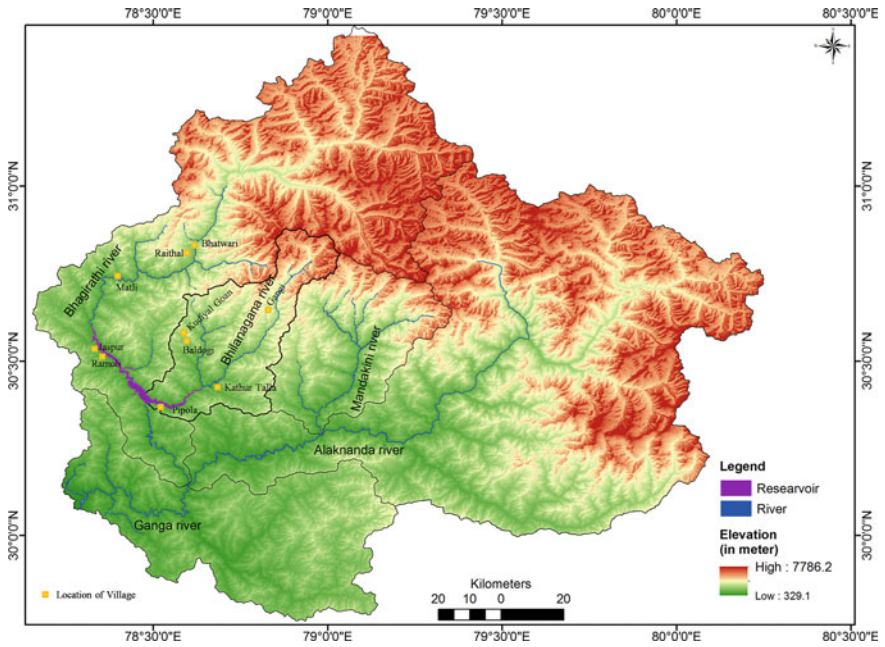 78°30'0"E
79°0'0"E
79°30'0"E
80°0'0"E
80°30'0"E
31°0'0"N
31°0'0"N
Bhatwari
Raithal
Bhagirathi river
Matli
Kudiyal Goan
Bhilanagana river
Gangi
30°30'0"N
30°30'0"N
Baldogi
Ramoli
Kathur Talla
Pipola
Mandakini river
Alaknanda river
Ganga river
30°0'0"N
30°0'0"N
Legend
Researvoir
River
Elevation
(in meter)
High : 7786.2
Low : 329.1
Kilometers
20 10 0 20
Location of Village
78°30'0"E
79°0'0"E
79°30'0"E
80°0'0"E
80°30'0"E